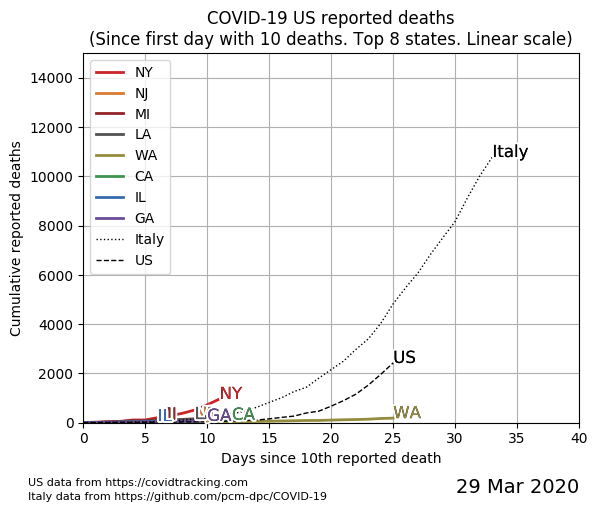 COVID-19 US reported deaths
(Since first day with 10 deaths. Top 8 states. Linear scale)
Cumulative reported deaths
14000
12000
10000
8000
6000
4000
2000
0
NY
NJ
MI
LA
WA
CA
IL
GA
Italy
US
Italy
US
NY
IL
GA
CA
WA
0 5 10 15 20 25 30 35 40
Days since 10th reported death
US data from https://covidtracking.com
Italy data from https://github.com/pcm-dpc/COVID-19
29 Mar 2020